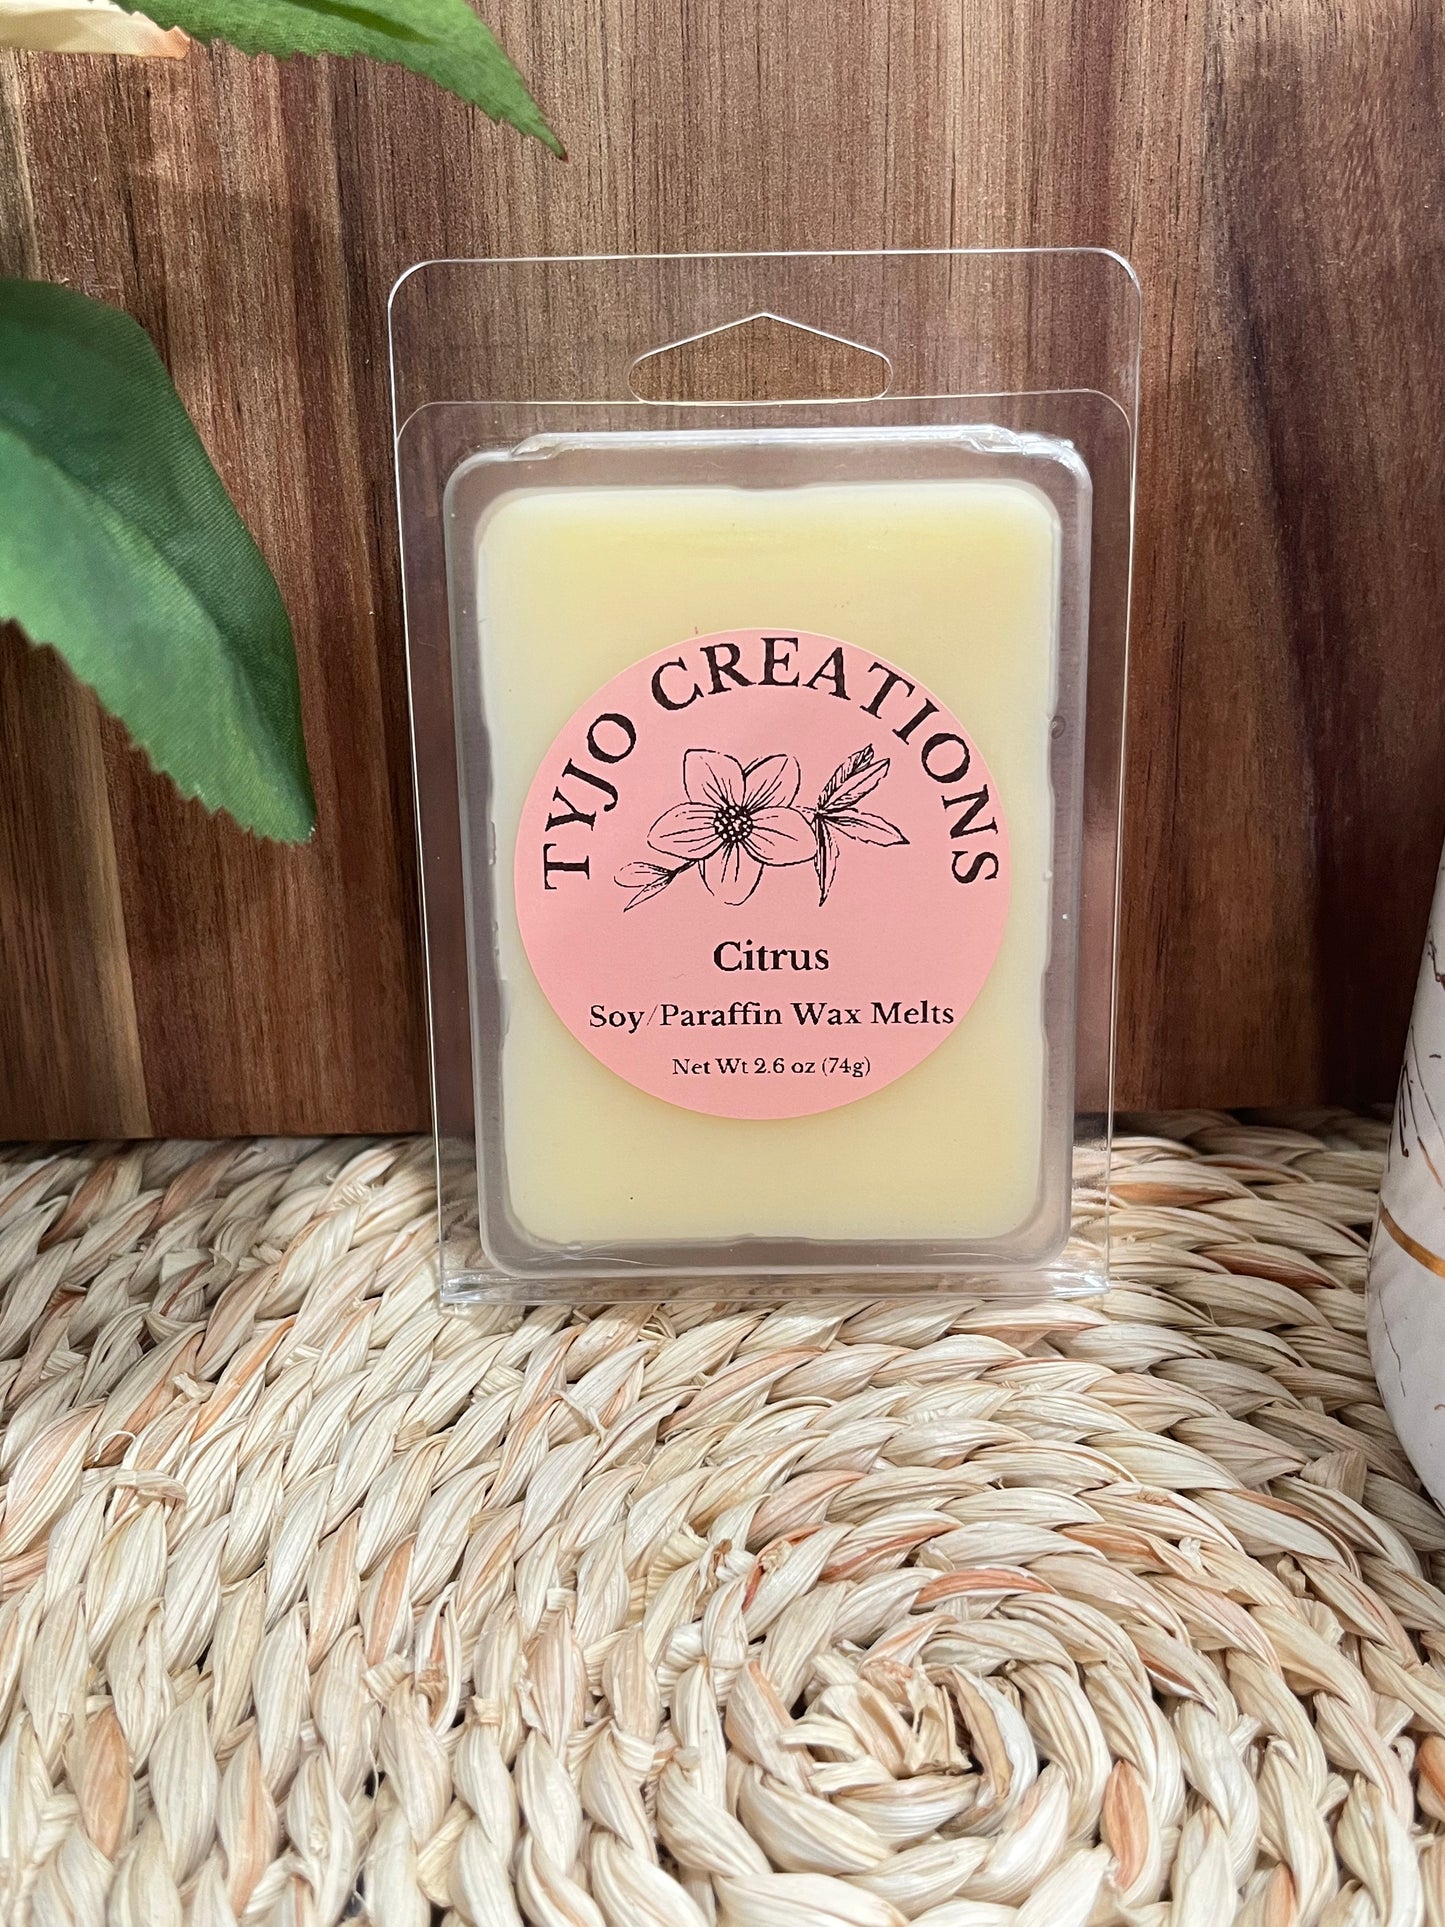 TYJO CREATIONS
Citrus
Soy/Paraffin Wax Melts
Net Wt 2.6 oz (74g)